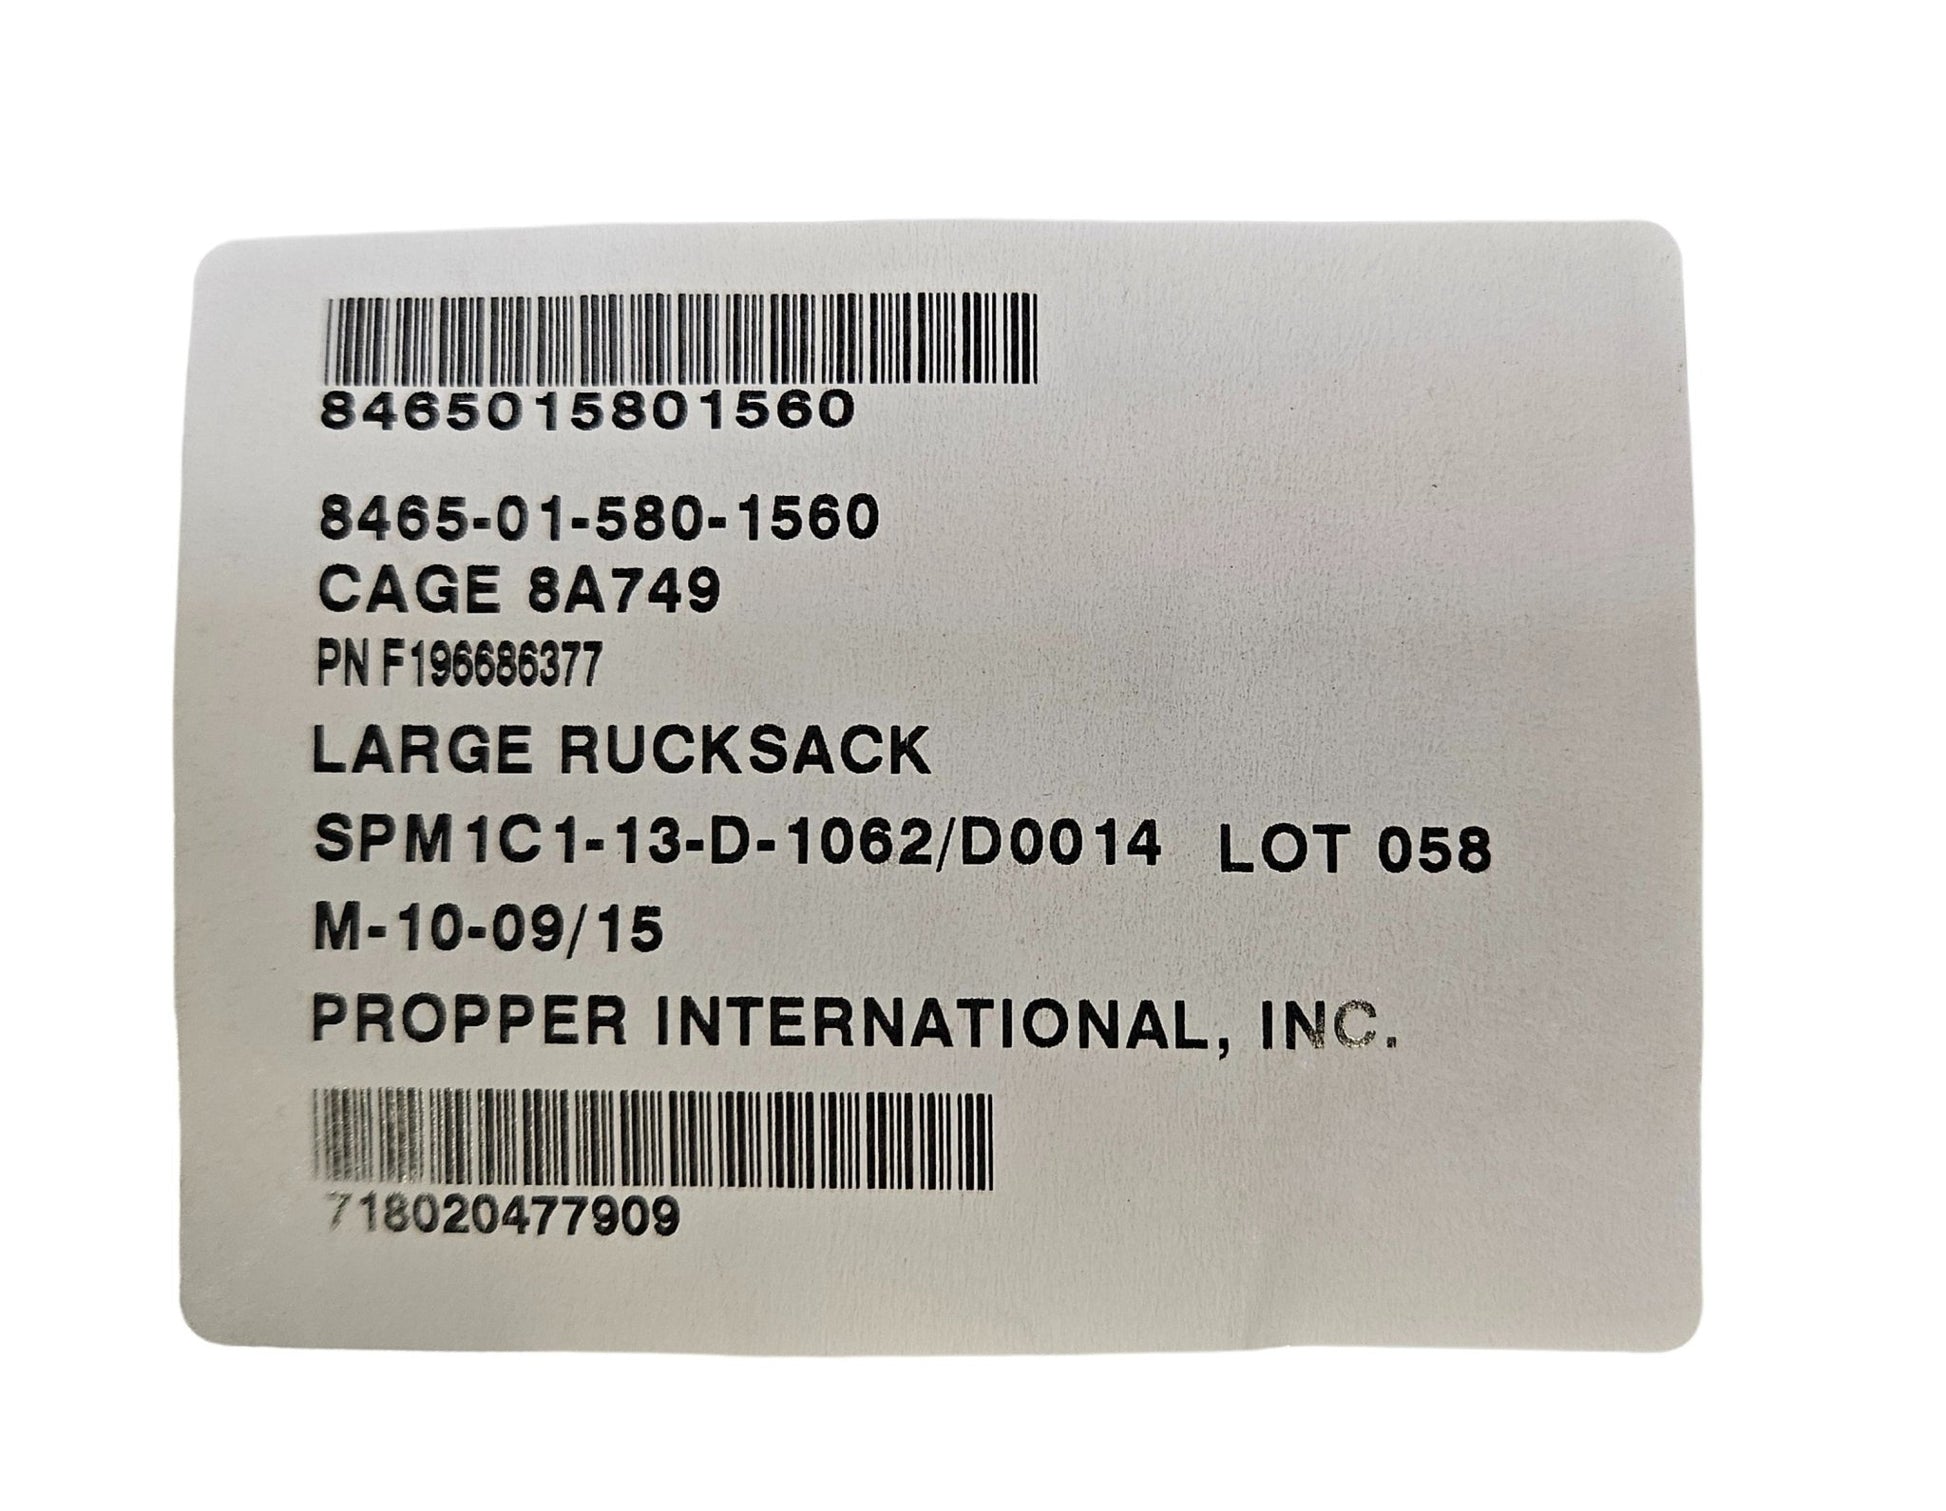 8465015801560
8465-01-580-1560
CAGE 8A749
PN F196686377
LARGE RUCKSACK
SPM1C1-13-D-1062/D0014 LOT 058
M-10-09/15
PROPPER INTERNATIONAL, INC.
718020477909